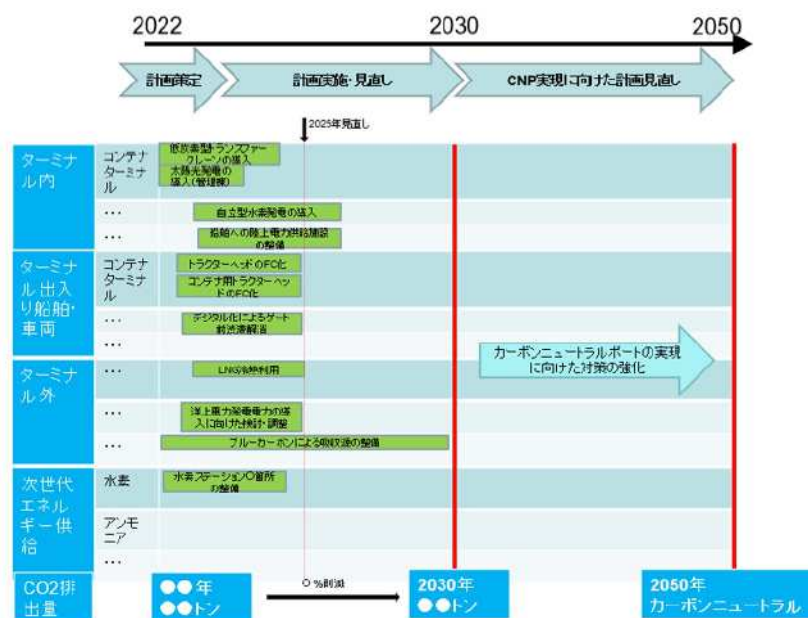 2022
2030
2050
計画策定
計画実施・見直し
CNP実現に向けた計画見直し
2025年見直し
ターミナ
ル内
コンテナ
ターミナ
ル
低炭素型トランスファー
クレーンの導入
太陽光発電の
導入(管理棟)
…
自立型水素発電の導入
…
船舶への陸上電力供給施設
の整備
ターミナ
ル出入
り船舶・
車両
コンテナ
ターミナ
ル
トラクターヘッドのFC化
コンテナ用トラクターヘッ
ドのFC化
…
デジタル化によるゲート
前渋滞解消
…
カーボンニュートラルポートの実現
に向けた対策の強化
ターミナ
ル外
…
LNG冷熱利用
…
洋上風力発電電力の導
入に向けた検討・調整
…
ブルーカーボンによる吸収源の整備
次世代
エネル
ギー供
給
水素
水素ステーション〇箇所
の整備
アンモ
ニア
…
CO2排
出量
●●年
●●トン
〇%削減
2030年
●●トン
2050年
カーボンニュートラル